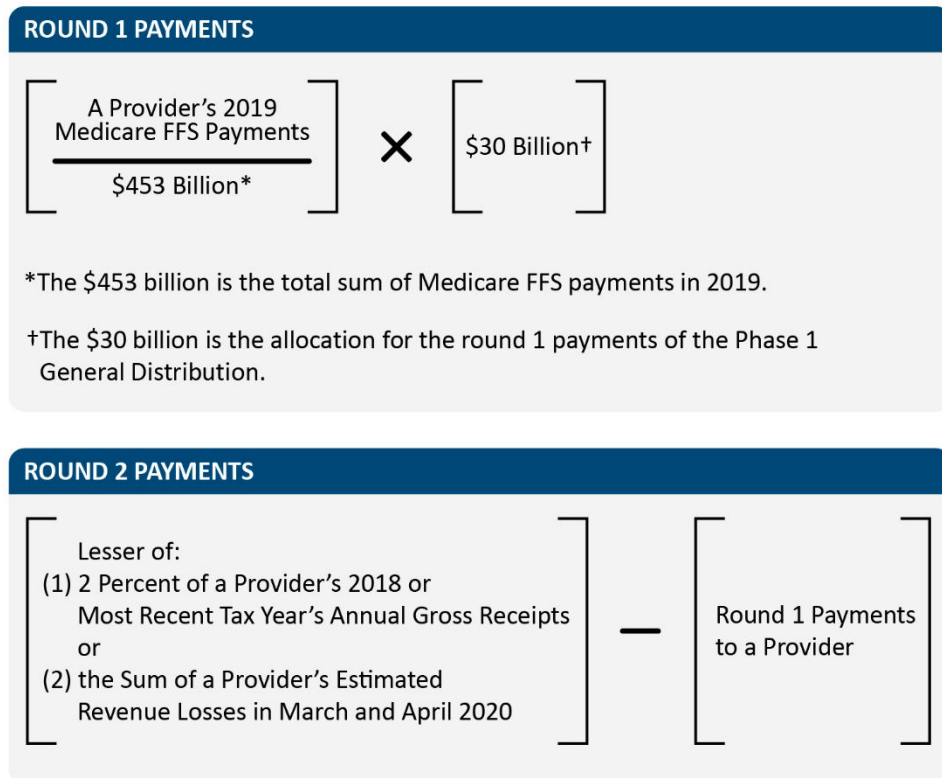 ROUND 1 PAYMENTS
A Provider’s 2019
Medicare FFS Payments
$453 Billion*
×
$30 Billion†
*The $453 billion is the total sum of Medicare FFS payments in 2019.
†The $30 billion is the allocation for the round 1 payments of the Phase 1
General Distribution.
ROUND 2 PAYMENTS
Lesser of:
(1) 2 Percent of a Provider’s 2018 or
Most Recent Tax Year’s Annual Gross Receipts
or
(2) the Sum of a Provider’s Estimated
Revenue Losses in March and April 2020
—
Round 1 Payments
to a Provider